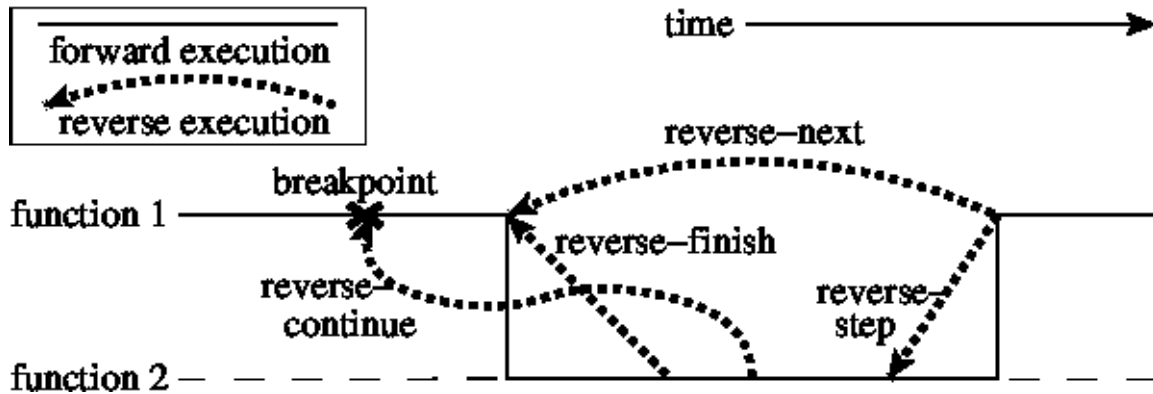 forward execution
reverse execution
time
reverse–next
breakpoint
function 1
reverse–finish
reverse–
continue
reverse–
step
function 2